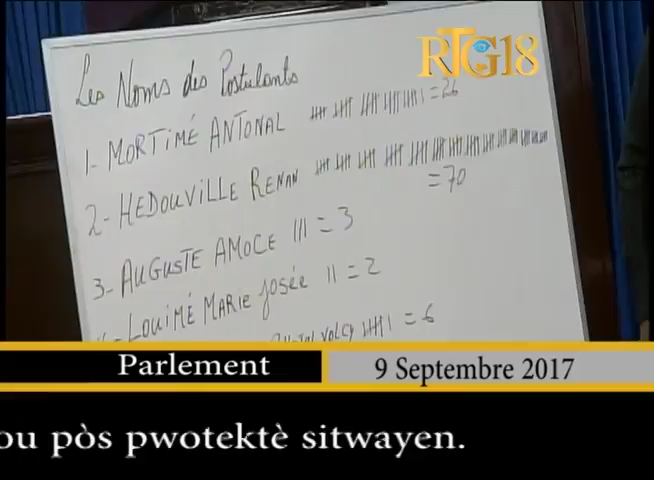 RTG18
Les Noms des Postulants
1- MORTIMÉ ANTONAL = 26
2- HEDOUVILLE RENAN
= 70
3- AUGUSTE AMOCE III = 3
LOUIMÉ MARIE JOSÉE II = 2
VOLCY = 6
Parlement
9 Septembre 2017
ou pòs pwotektè sitwayen.